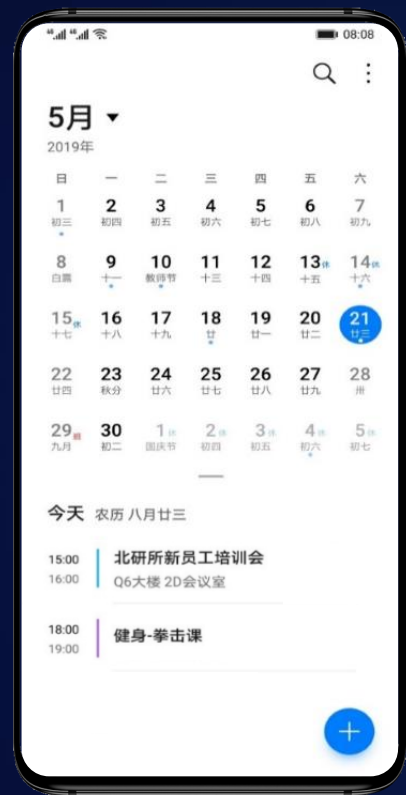 08:08
5月
2019年
日 一 二 三 四 五 六
1 2 3 4 5 6 7
初三 初四 初五 初六 初七 初八 初九
8 9 10 11 12 13休 14休
白露 十一 教师节 十三 十四 十五 十六
15休 16 17 18 19 20 21
十七 十八 十九 廿 廿一 廿二 廿三
22 23 24 25 26 27 28
廿四 秋分 廿六 廿七 廿八 廿九 卅
29班 30 1休 2休 3休 4休 5休
九月 初二 国庆节 初四 初五 初六 初七
今天 农历 八月廿三
15:00 北研所新员工培训会
16:00 Q6大楼 2D会议室
18:00 健身-拳击课
19:00